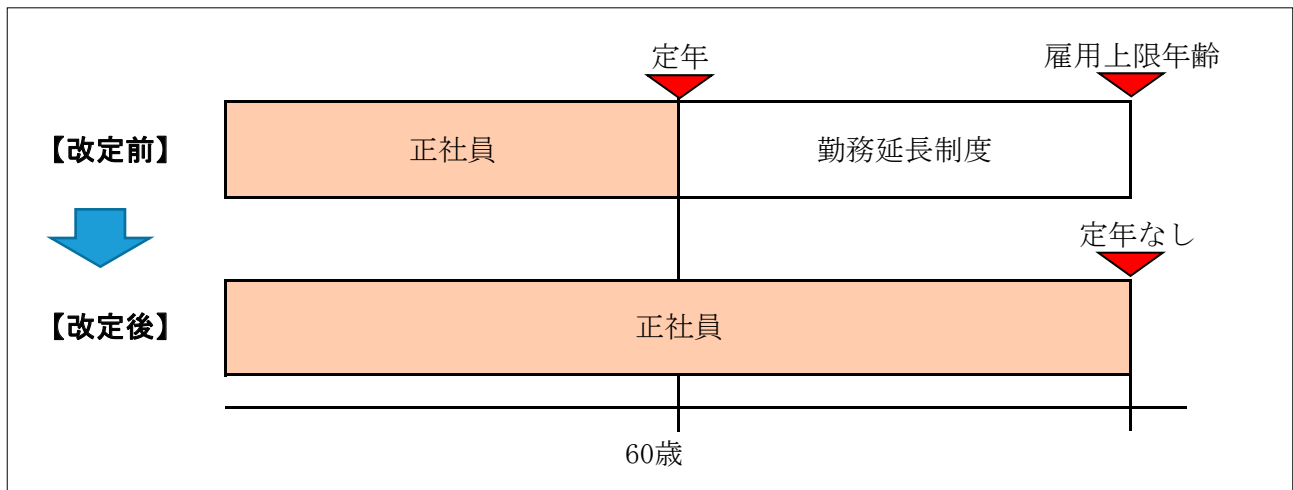 定年
雇用上限年齢
【改定前】
正社員
勤務延長制度
定年なし
【改定後】
正社員
60歳